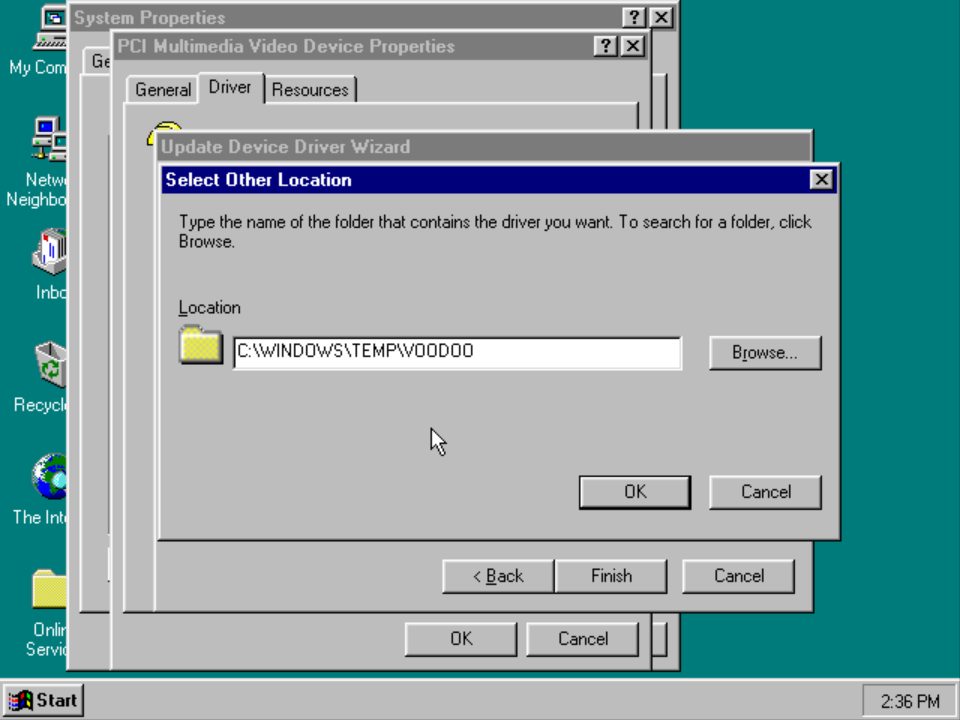 System Properties
PCI Multimedia Video Device Properties
My Com
Ge
General Driver Resources
Update Device Driver Wizard
Select Other Location
Netw
Neighbo
Type the name of the folder that contains the driver you want. To search for a folder, click
Browse.
Inbo
Location
C:\WINDOWS\TEMP\VOODOO
Browse...
Recycl
OK Cancel
The Int
< Back Finish Cancel
Onlin
Servic
OK Cancel
Start
2:36 PM